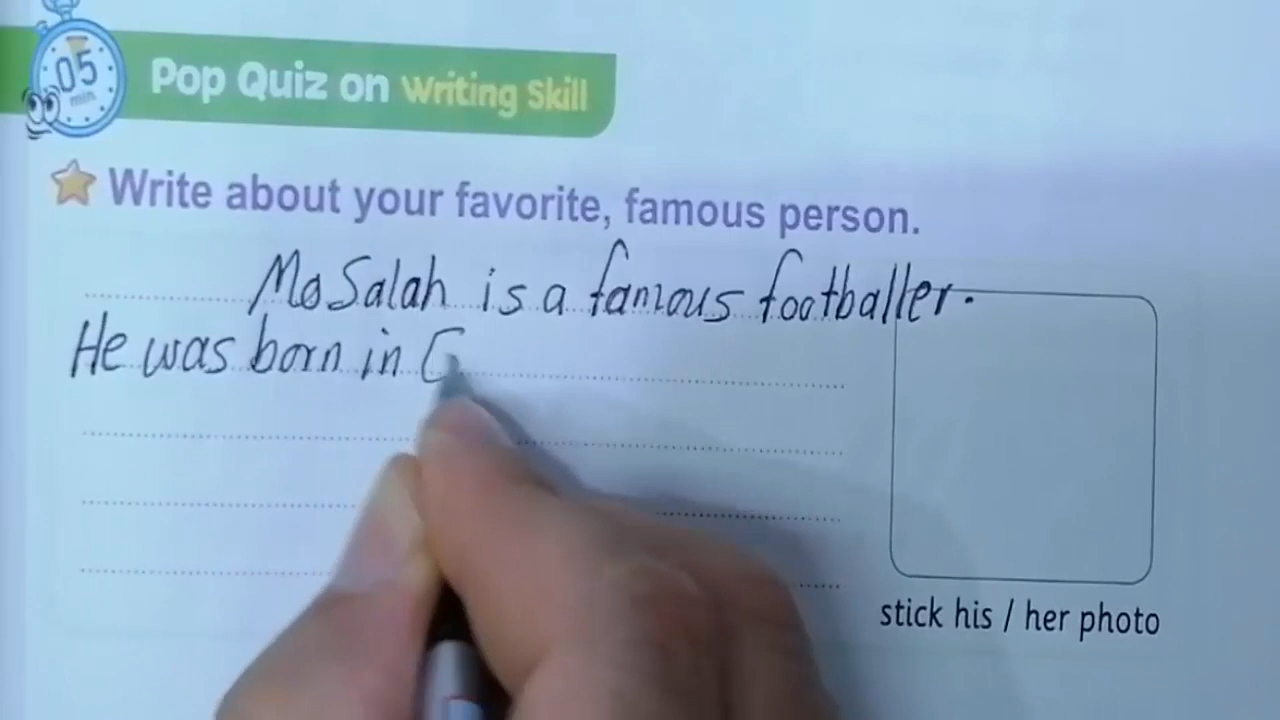 05
min
Pop Quiz on Writing Skill
Write about your favorite, famous person.
Mo Salah is a famous footballer.
He was born in
stick his / her photo